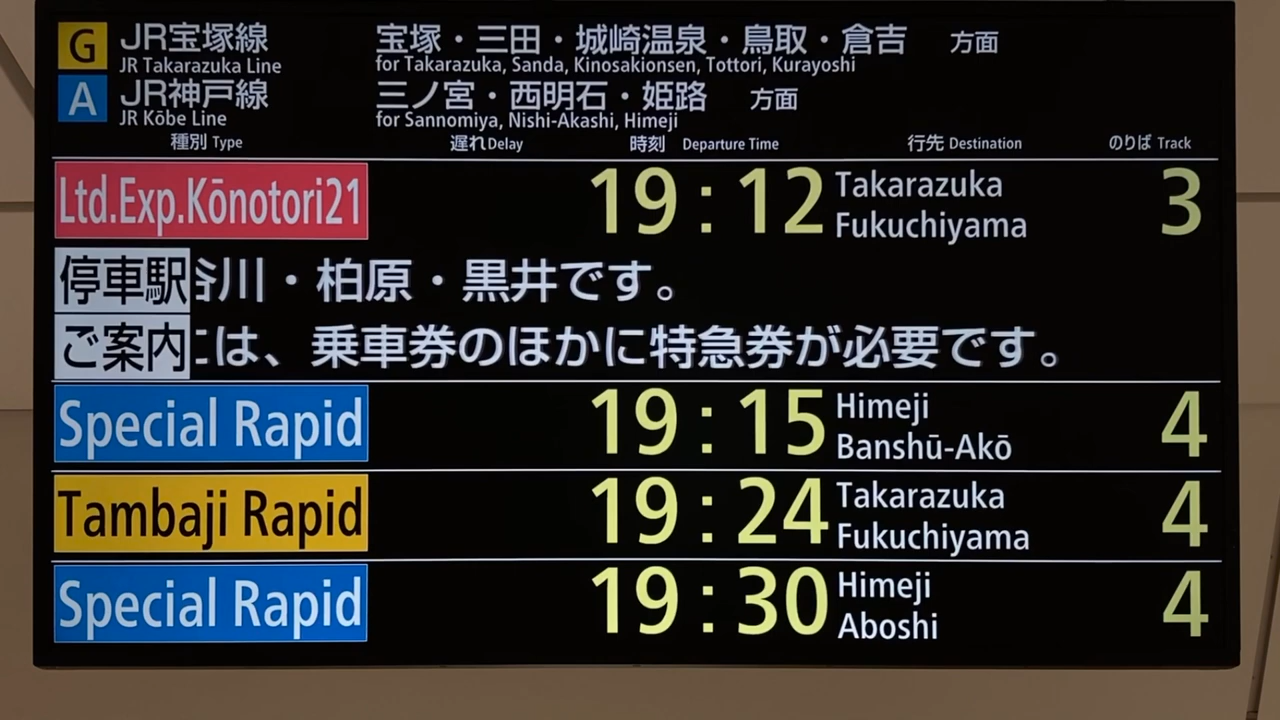 G JR宝塚線 宝塚・三田・城崎温泉・鳥取・倉吉 方面
JR Takarazuka Line for Takarazuka, Sanda, Kinosakionsen, Tottori, Kurayoshi
A JR神戸線 三ノ宮・西明石・姫路 方面
JR Kōbe Line for Sannomiya, Nishi-Akashi, Himeji
種別 Type 遅れ Delay 時刻 Departure Time 行先 Destination のりば Track
Ltd.Exp.Kōnotori21 19:12 Takarazuka Fukuchiyama 3
停車駅 谷川・柏原・黒井です。
ご案内 には、乗車券のほかに特急券が必要です。
Special Rapid 19:15 Himeji Banshū-Akō 4
Tambaji Rapid 19:24 Takarazuka Fukuchiyama 4
Special Rapid 19:30 Himeji Aboshi 4